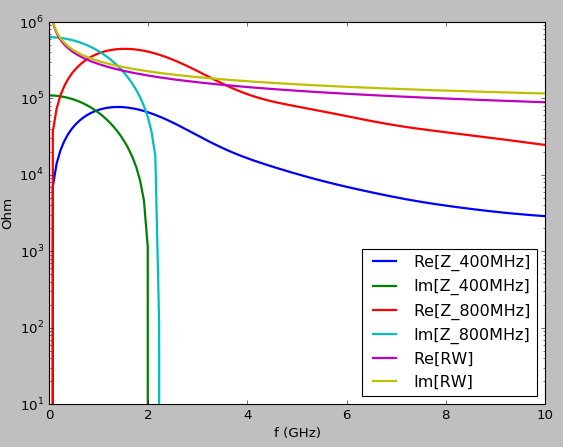 10^6
10^5
10^4
10^3
10^2
10^1
Ohm
Re[Z_400MHz]
Im[Z_400MHz]
Re[Z_800MHz]
Im[Z_800MHz]
Re[RW]
Im[RW]
0 2 4 6 8 10
f (GHz)